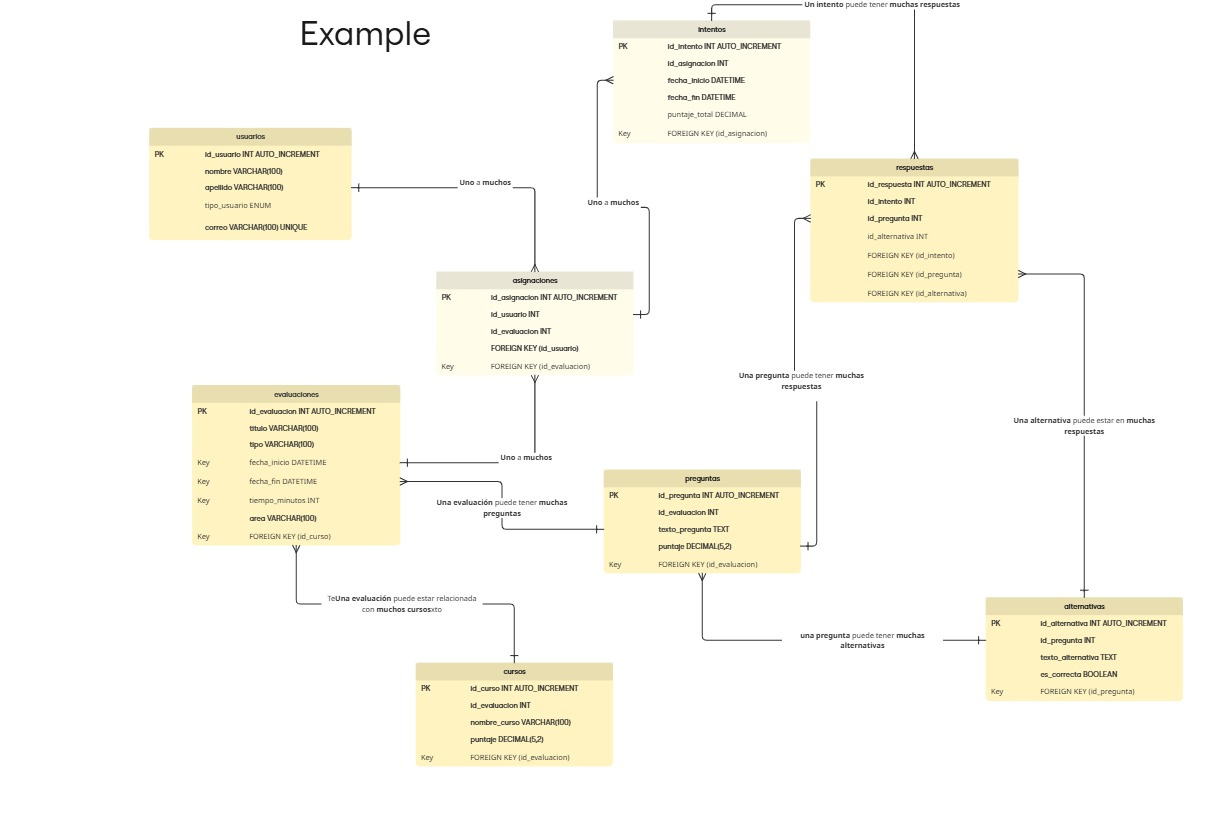 Example
Un intento puede tener muchas respuestas
intentos
PK id_intento INT AUTO_INCREMENT
id_asignacion INT
fecha_inicio DATETIME
fecha_fin DATETIME
puntaje_total DECIMAL
Key FOREIGN KEY (id_asignacion)
usuarios
PK id_usuario INT AUTO_INCREMENT
nombre VARCHAR(100)
apellido VARCHAR(100)
tipo_usuario ENUM
correo VARCHAR(100) UNIQUE
Uno a muchos
Uno a muchos
respuestas
PK id_respuesta INT AUTO_INCREMENT
id_intento INT
id_pregunta INT
id_alternativa INT
FOREIGN KEY (id_intento)
FOREIGN KEY (id_pregunta)
FOREIGN KEY (id_alternativa)
asignaciones
PK id_asignacion INT AUTO_INCREMENT
id_usuario INT
id_evaluacion INT
FOREIGN KEY (id_usuario)
Key FOREIGN KEY (id_evaluacion)
Una pregunta puede tener muchas
respuestas
evaluaciones
PK id_evaluacion INT AUTO_INCREMENT
titulo VARCHAR(100)
tipo VARCHAR(100)
Key fecha_inicio DATETIME
Key fecha_fin DATETIME
Key tiempo_minutos INT
area VARCHAR(100)
Key FOREIGN KEY (id_curso)
Uno a muchos
Una evaluación puede tener muchas
preguntas
Una alternativa puede estar en muchas
respuestas
preguntas
PK id_pregunta INT AUTO_INCREMENT
id_evaluacion INT
texto_pregunta TEXT
puntaje DECIMAL(5,2)
Key FOREIGN KEY (id_evaluacion)
TeUna evaluación puede estar relacionada
con muchos cursosxto
una pregunta puede tener muchas
alternativas
alternativas
PK id_alternativa INT AUTO_INCREMENT
id_pregunta INT
texto_alternativa TEXT
es_correcta BOOLEAN
Key FOREIGN KEY (id_pregunta)
cursos
PK id_curso INT AUTO_INCREMENT
id_evaluacion INT
nombre_curso VARCHAR(100)
puntaje DECIMAL(5,2)
Key FOREIGN KEY (id_evaluacion)